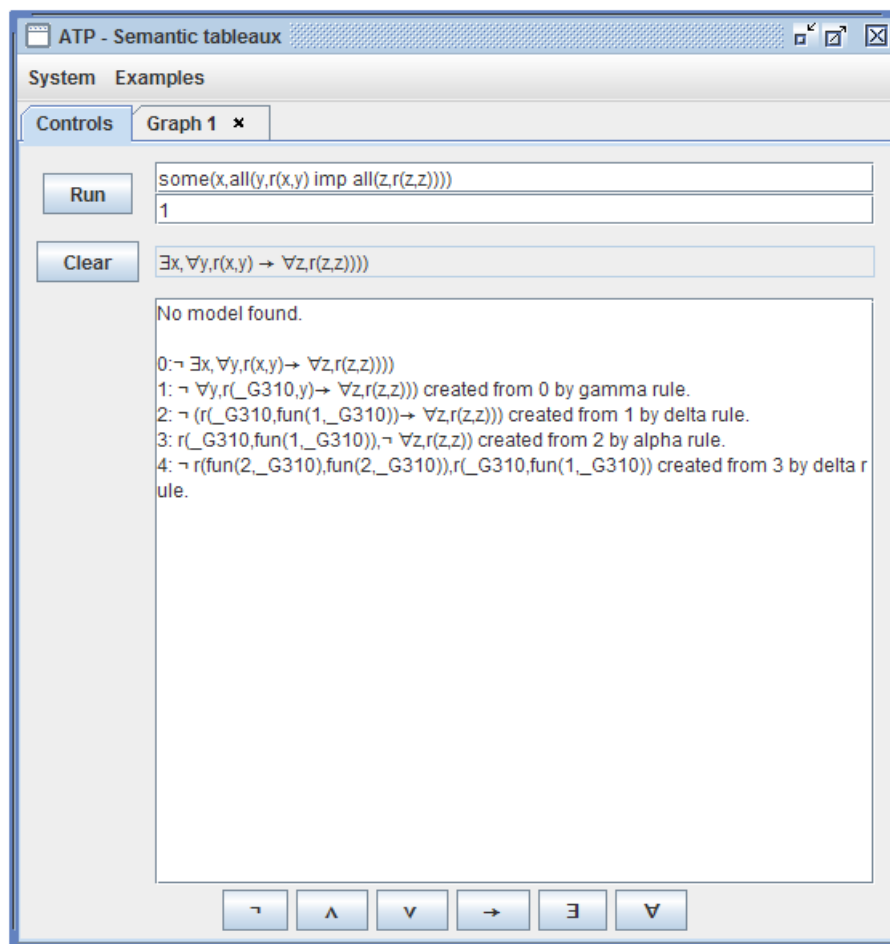 ATP - Semantic tableaux
System Examples
Controls Graph 1 ×
Run
some(x,all(y,r(x,y) imp all(z,r(z,z))))
1
Clear
∃x,∀y,r(x,y) → ∀z,r(z,z))))
No model found.
0:¬ ∃x,∀y,r(x,y)→ ∀z,r(z,z))))
1: ¬ ∀y,r(_G310,y)→ ∀z,r(z,z))) created from 0 by gamma rule.
2: ¬ (r(_G310,fun(1,_G310))→ ∀z,r(z,z))) created from 1 by delta rule.
3: r(_G310,fun(1,_G310)),¬ ∀z,r(z,z)) created from 2 by alpha rule.
4: ¬ r(fun(2,_G310),fun(2,_G310)),r(_G310,fun(1,_G310)) created from 3 by delta r
ule.
¬ ∧ ∨ → ∃ ∀